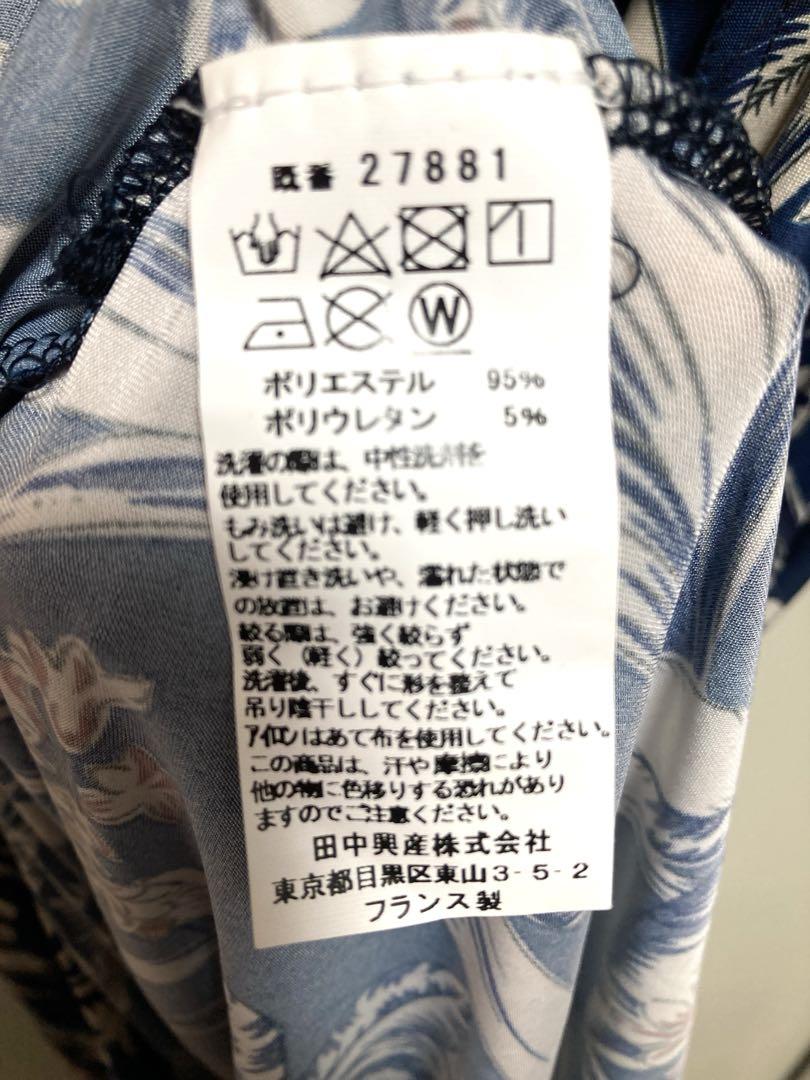 既番 27881
W
ポリエステル 95%
ポリウレタン 5%
洗濯の際は、中性洗剤を
使用してください。
もみ洗いは避け、軽く押し洗い
してください。
浸け置き洗いや、濡れた状態で
の放置は、お避けください。
絞る際は、強く絞らず
弱く（軽く）絞ってください。
洗濯後、すぐに形を整えて
吊り陰干ししてください。
アイロンはあて布を使用してください。
この商品は、汗や摩擦により
他の物に色移りする恐れがあり
ますのでご注意ください。
田中興産株式会社
東京都目黒区東山3-5-2
フランス製